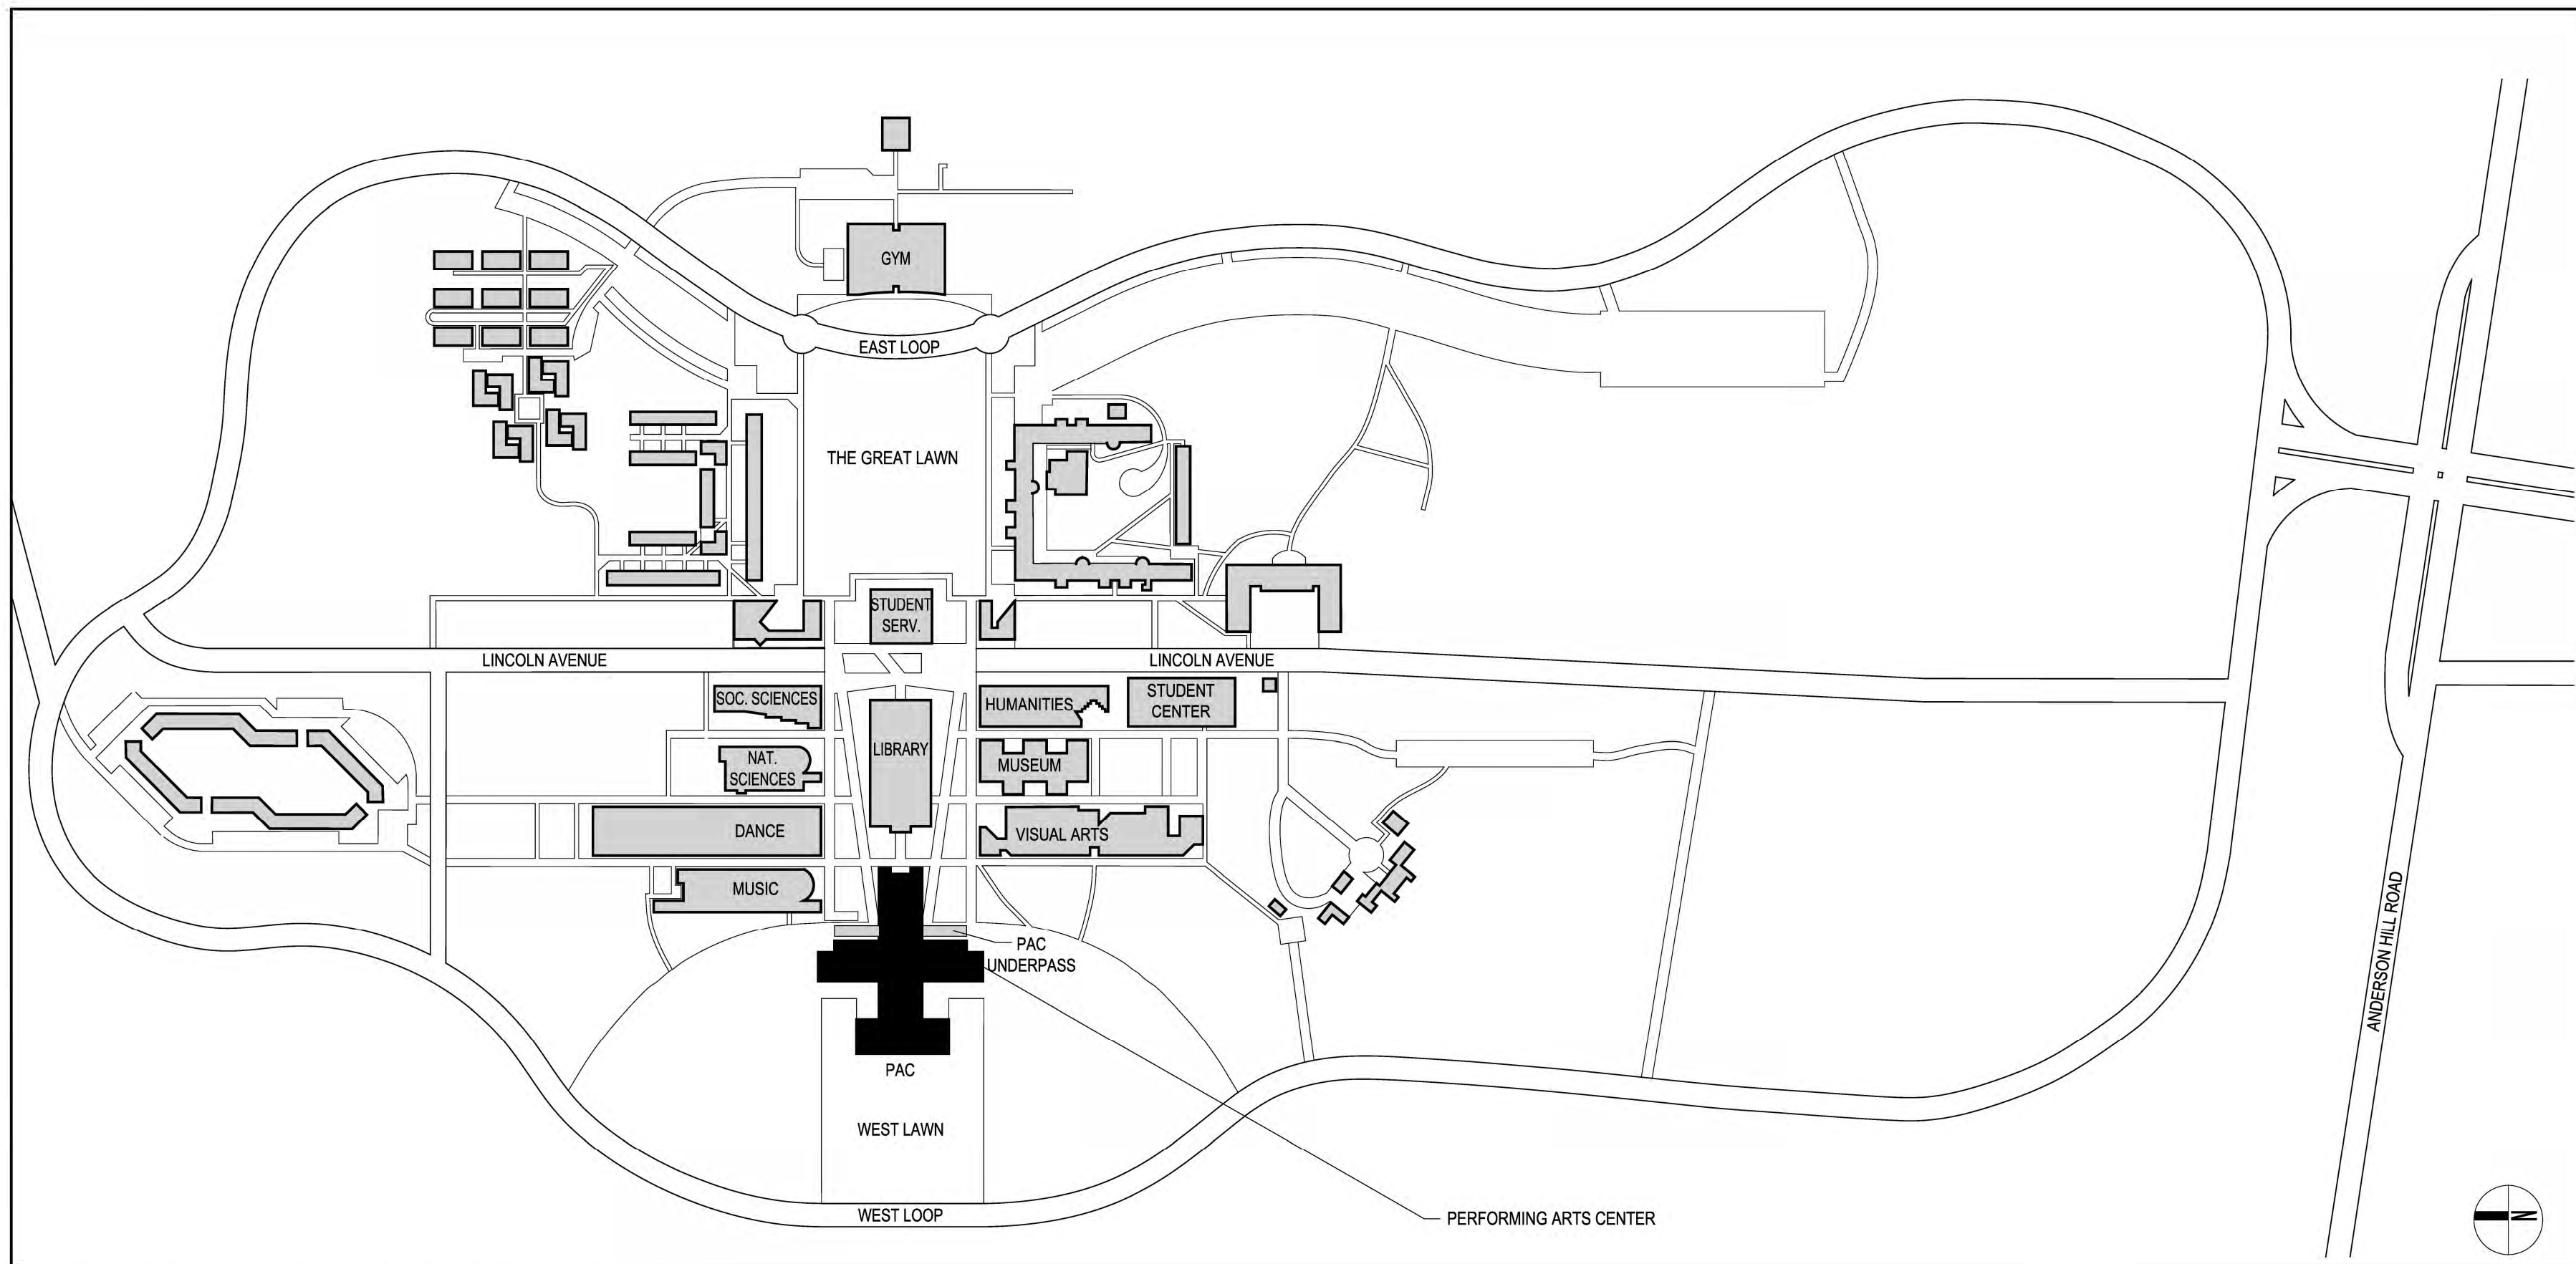 GYM
EAST LOOP
THE GREAT LAWN
STUDENT
SERV.
LINCOLN AVENUE
LINCOLN AVENUE
SOC. SCIENCES
HUMANITIES
STUDENT
CENTER
LIBRARY
NAT.
SCIENCES
MUSEUM
DANCE
VISUAL ARTS
MUSIC
PAC
UNDERPASS
ANDERSON HILL ROAD
PAC
WEST LAWN
WEST LOOP
PERFORMING ARTS CENTER
N